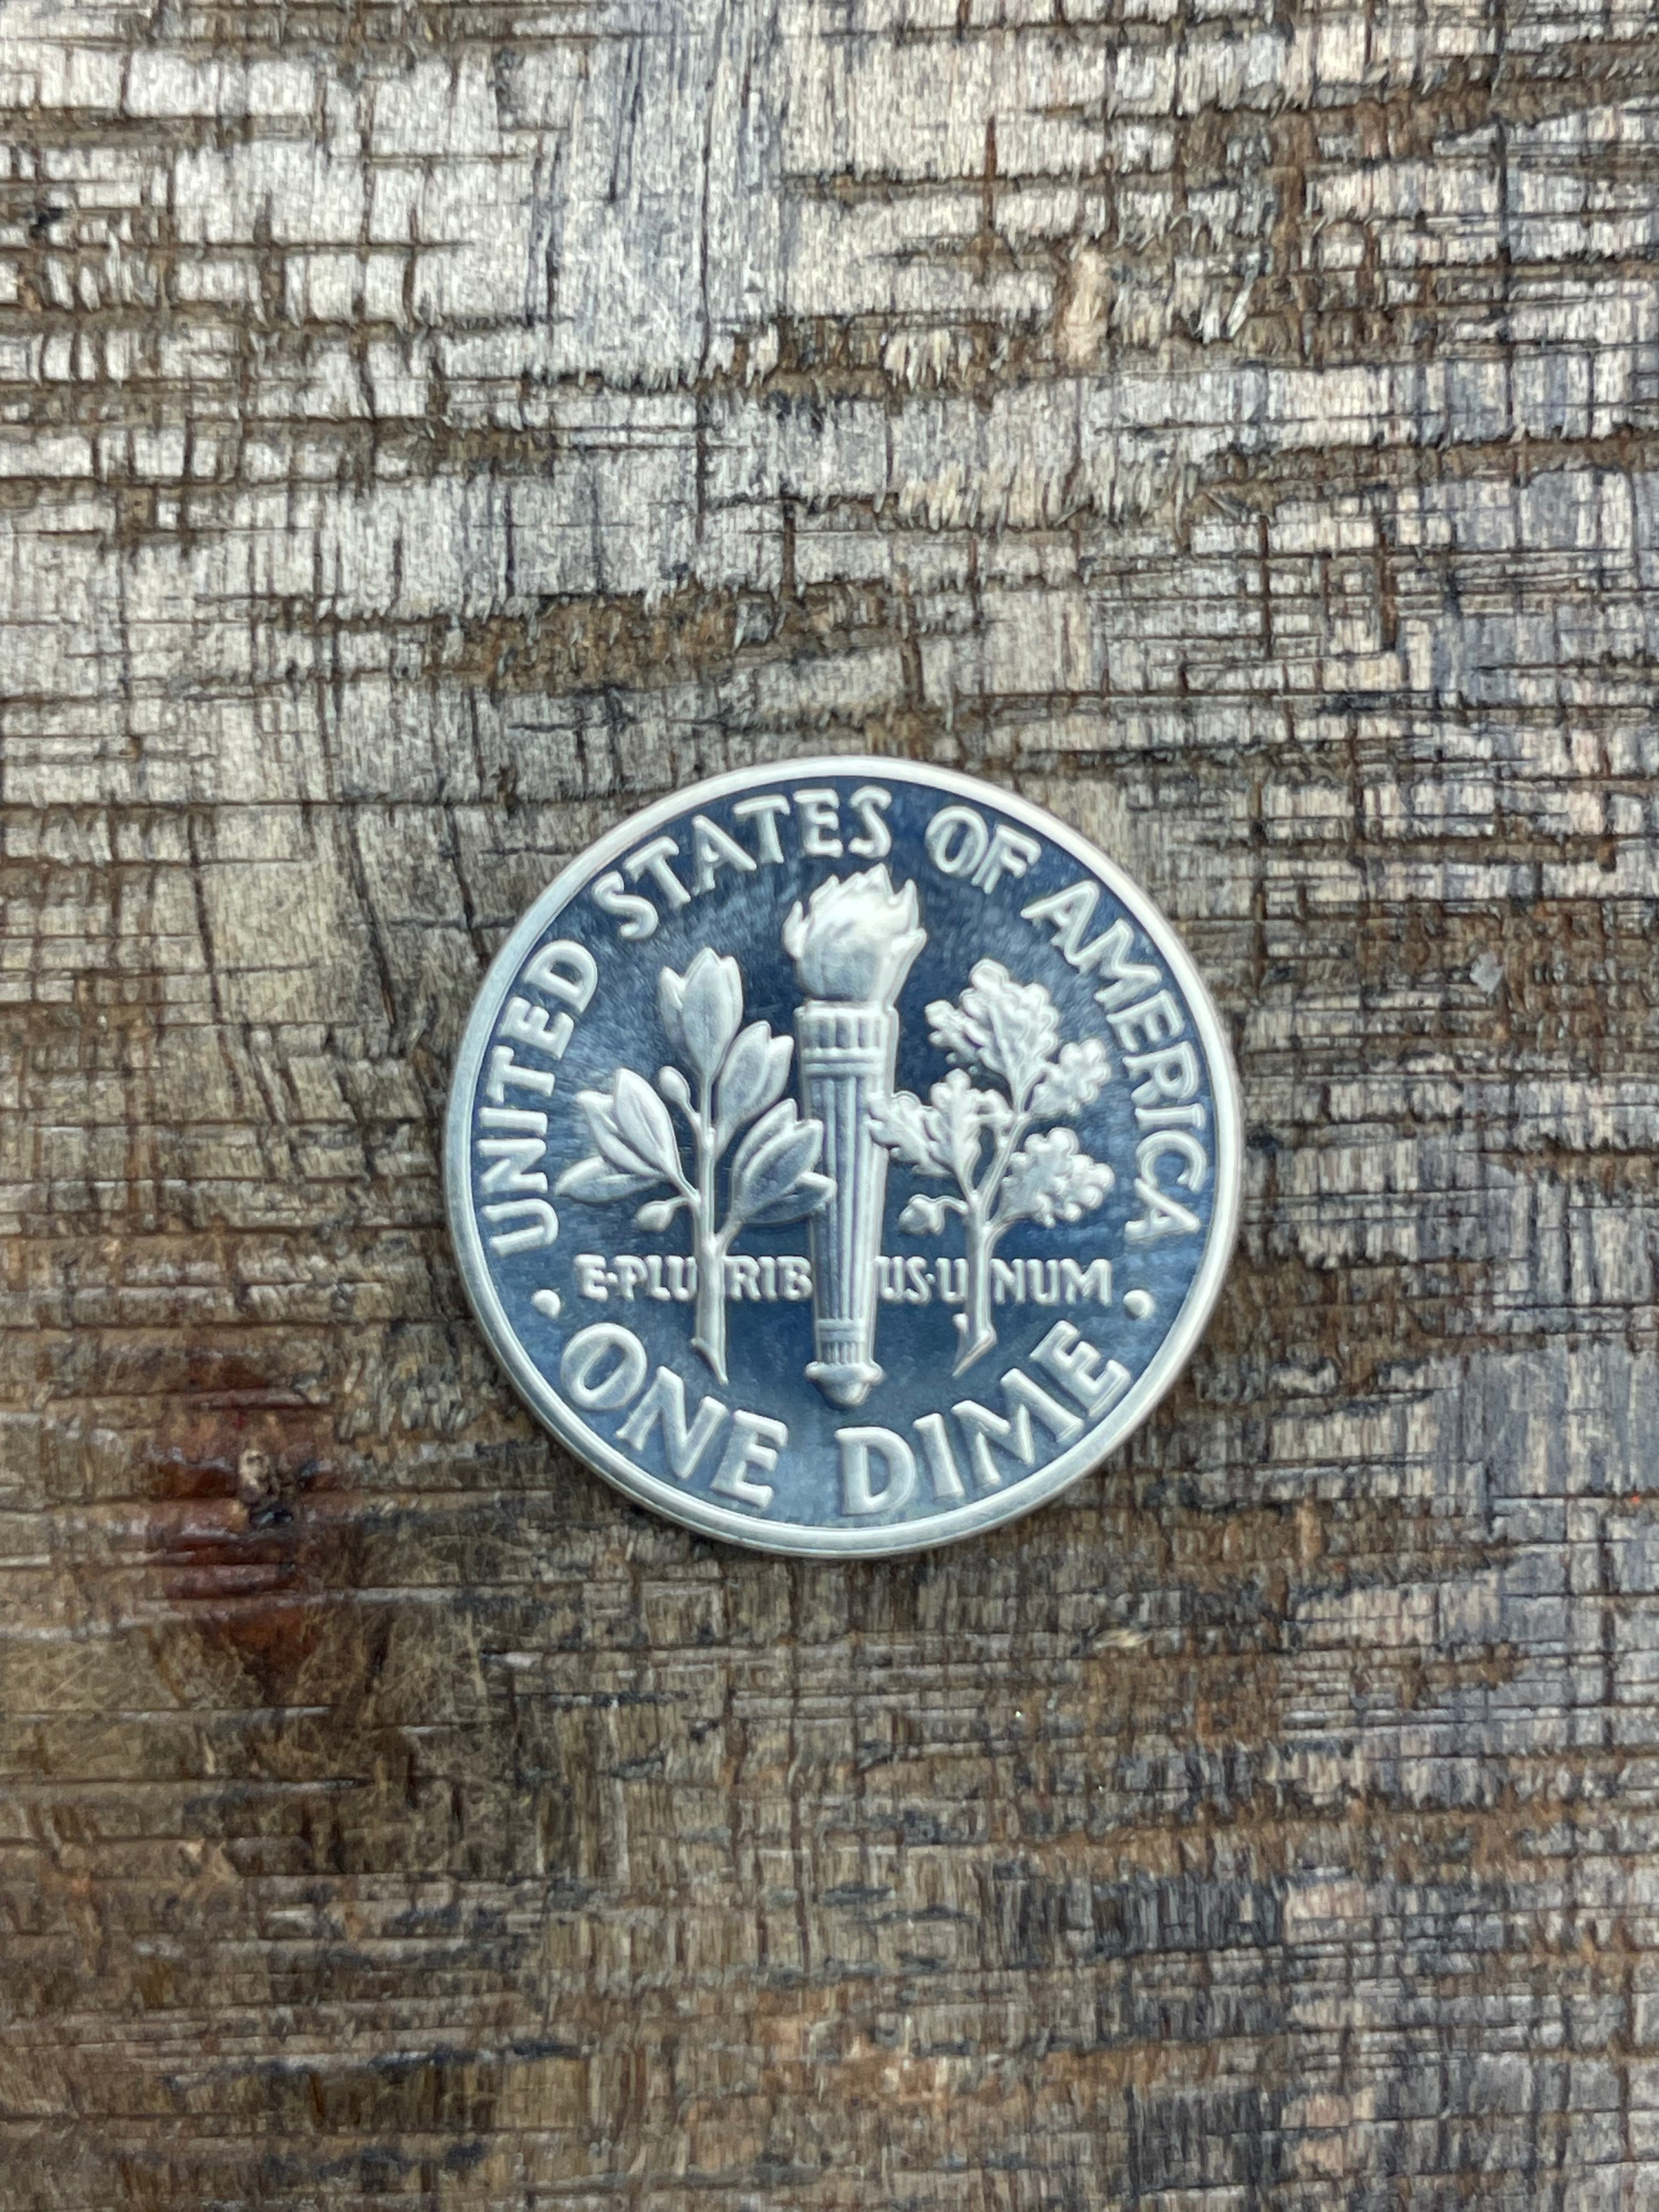 UNITED STATES OF AMERICA
E·PLURIBUS·UNUM
· ONE DIME ·